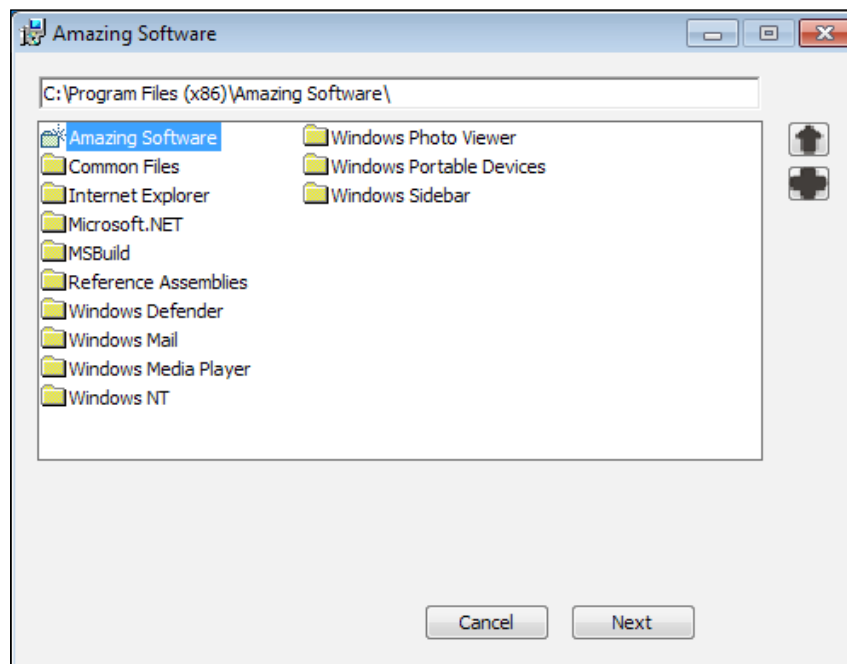 Amazing Software
C:\Program Files (x86)\Amazing Software\
Amazing Software
Common Files
Internet Explorer
Microsoft.NET
MSBuild
Reference Assemblies
Windows Defender
Windows Mail
Windows Media Player
Windows NT
Windows Photo Viewer
Windows Portable Devices
Windows Sidebar
Cancel
Next